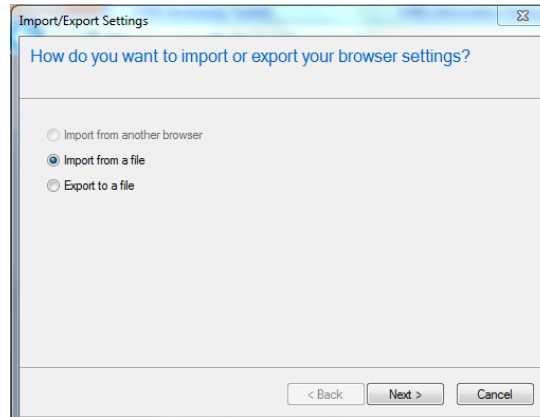 Import/Export Settings
How do you want to import or export your browser settings?
Import from another browser
Import from a file
Export to a file
< Back Next > Cancel